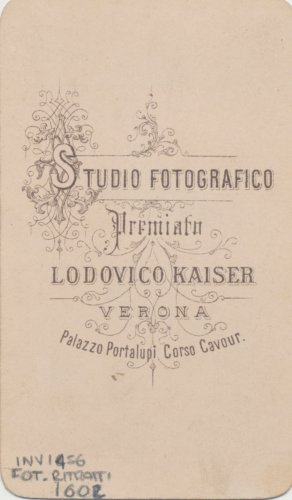 STUDIO FOTOGRAFICO
Premiato
LODOVICO KAISER
VERONA
Palazzo Portalupi Corso Cavour.
INV 1456
FOT. RITRATTI
1602